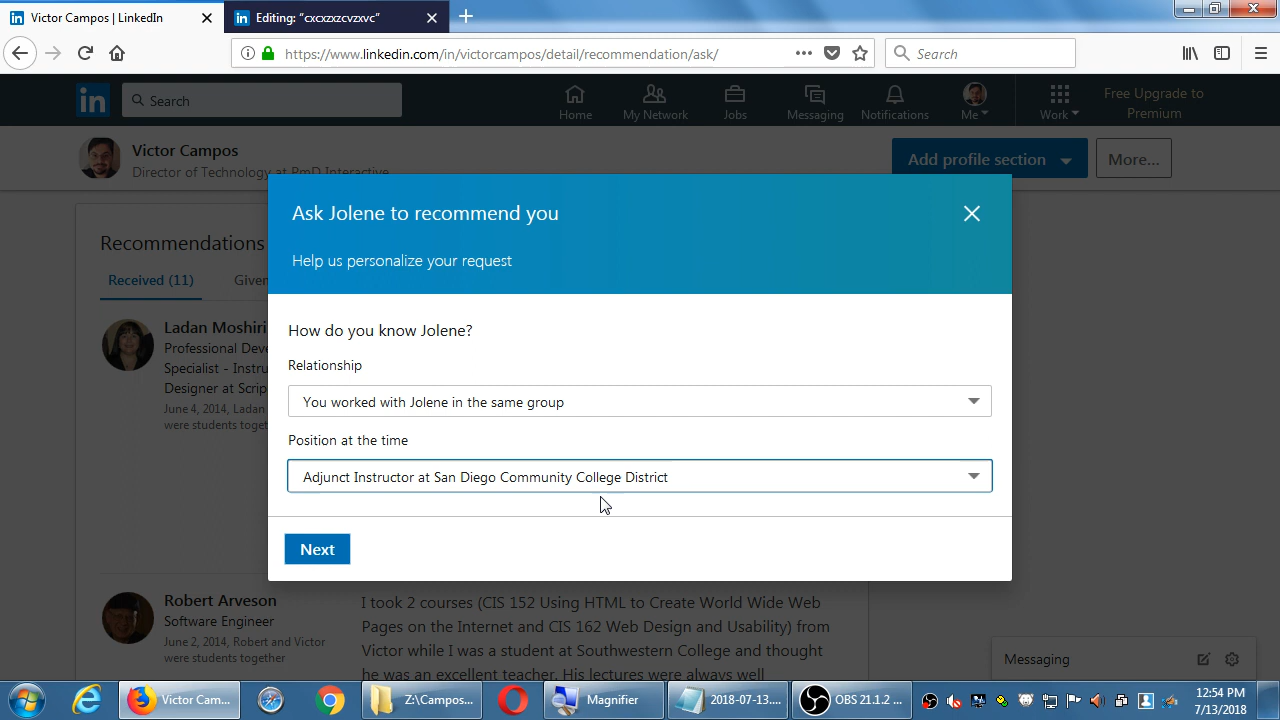 Victor Campos | LinkedIn
Editing: "cxcxzxzcvzxvc"
https://www.linkedin.com/in/victorcampos/detail/recommendation/ask/
Search
in
Search
Home
My Network
Jobs
Messaging
Notifications
Me
Work
Free Upgrade to
Premium
Victor Campos
Director of Technology at PmD Interactive
Add profile section
More...
Ask Jolene to recommend you
Help us personalize your request
Recommendations
Received (11)
Given
Ladan Moshiri
Professional Deve
Specialist - Instru
Designer at Scrip
June 4, 2014, Ladan
were students toget
How do you know Jolene?
Relationship
You worked with Jolene in the same group
Position at the time
Adjunct Instructor at San Diego Community College District
Next
Robert Arveson
Software Engineer
June 2, 2014, Robert and Victor
were students together
I took 2 courses (CIS 152 Using HTML to Create World Wide Web
Pages on the Internet and CIS 162 Web Design and Usability) from
Victor while I was a student at Southwestern College and thought
he was an excellent teacher. His lectures were always well
Messaging
Victor Cam...
Z:\Campos...
Magnifier
2018-07-13....
OBS 21.1.2 ...
12:54 PM
7/13/2018